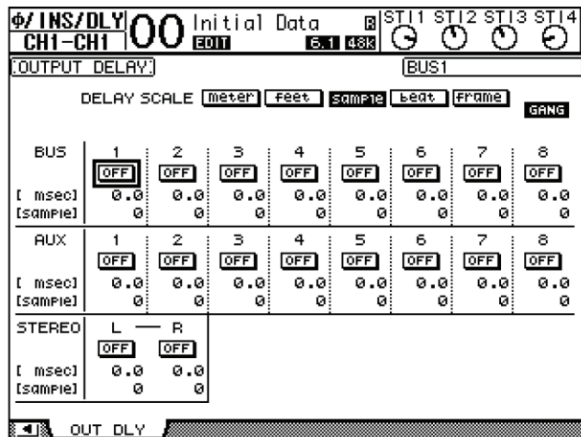 Φ/ INS/DLY 00 Initial Data R STI1 STI2 STI3 STI4
CH1-CH1 EDIT 6.1 48k
OUTPUT DELAY BUS1
DELAY SCALE meter feet sample beat frame
GANG
BUS 1 2 3 4 5 6 7 8
OFF OFF OFF OFF OFF OFF OFF OFF
[ msec] 0.0 0.0 0.0 0.0 0.0 0.0 0.0 0.0
[sample] 0 0 0 0 0 0 0 0
AUX 1 2 3 4 5 6 7 8
OFF OFF OFF OFF OFF OFF OFF OFF
[ msec] 0.0 0.0 0.0 0.0 0.0 0.0 0.0 0.0
[sample] 0 0 0 0 0 0 0 0
STEREO L — R
OFF OFF
[ msec] 0.0 0.0
[sample] 0 0
OUT DLY